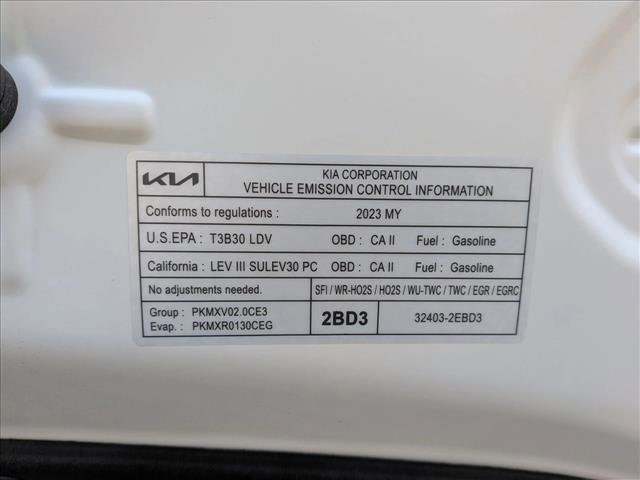 KIA
KIA CORPORATION
VEHICLE EMISSION CONTROL INFORMATION
Conforms to regulations : 2023 MY
U.S.EPA : T3B30 LDV OBD : CA II Fuel : Gasoline
California : LEV III SULEV30 PC OBD : CA II Fuel : Gasoline
No adjustments needed. SFI / WR-HO2S / HO2S / WU-TWC / TWC / EGR / EGRC
Group : PKMXV02.0CE3
Evap. : PKMXR0130CEG
2BD3
32403-2EBD3